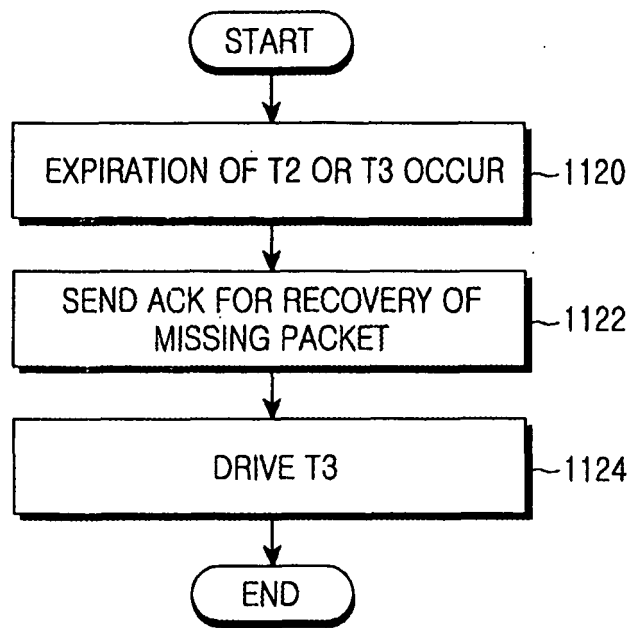 START
EXPIRATION OF T2 OR T3 OCCUR
1120
SEND ACK FOR RECOVERY OF
MISSING PACKET
1122
DRIVE T3
1124
END